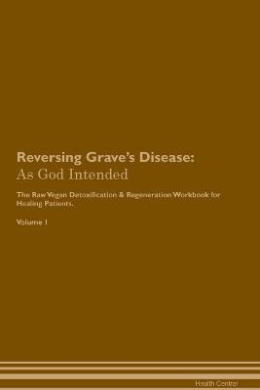 Reversing Grave's Disease:
As God Intended
The Raw Vegan Detoxification & Regeneration Workbook for
Healing Patients.
Volume 1
Health Central